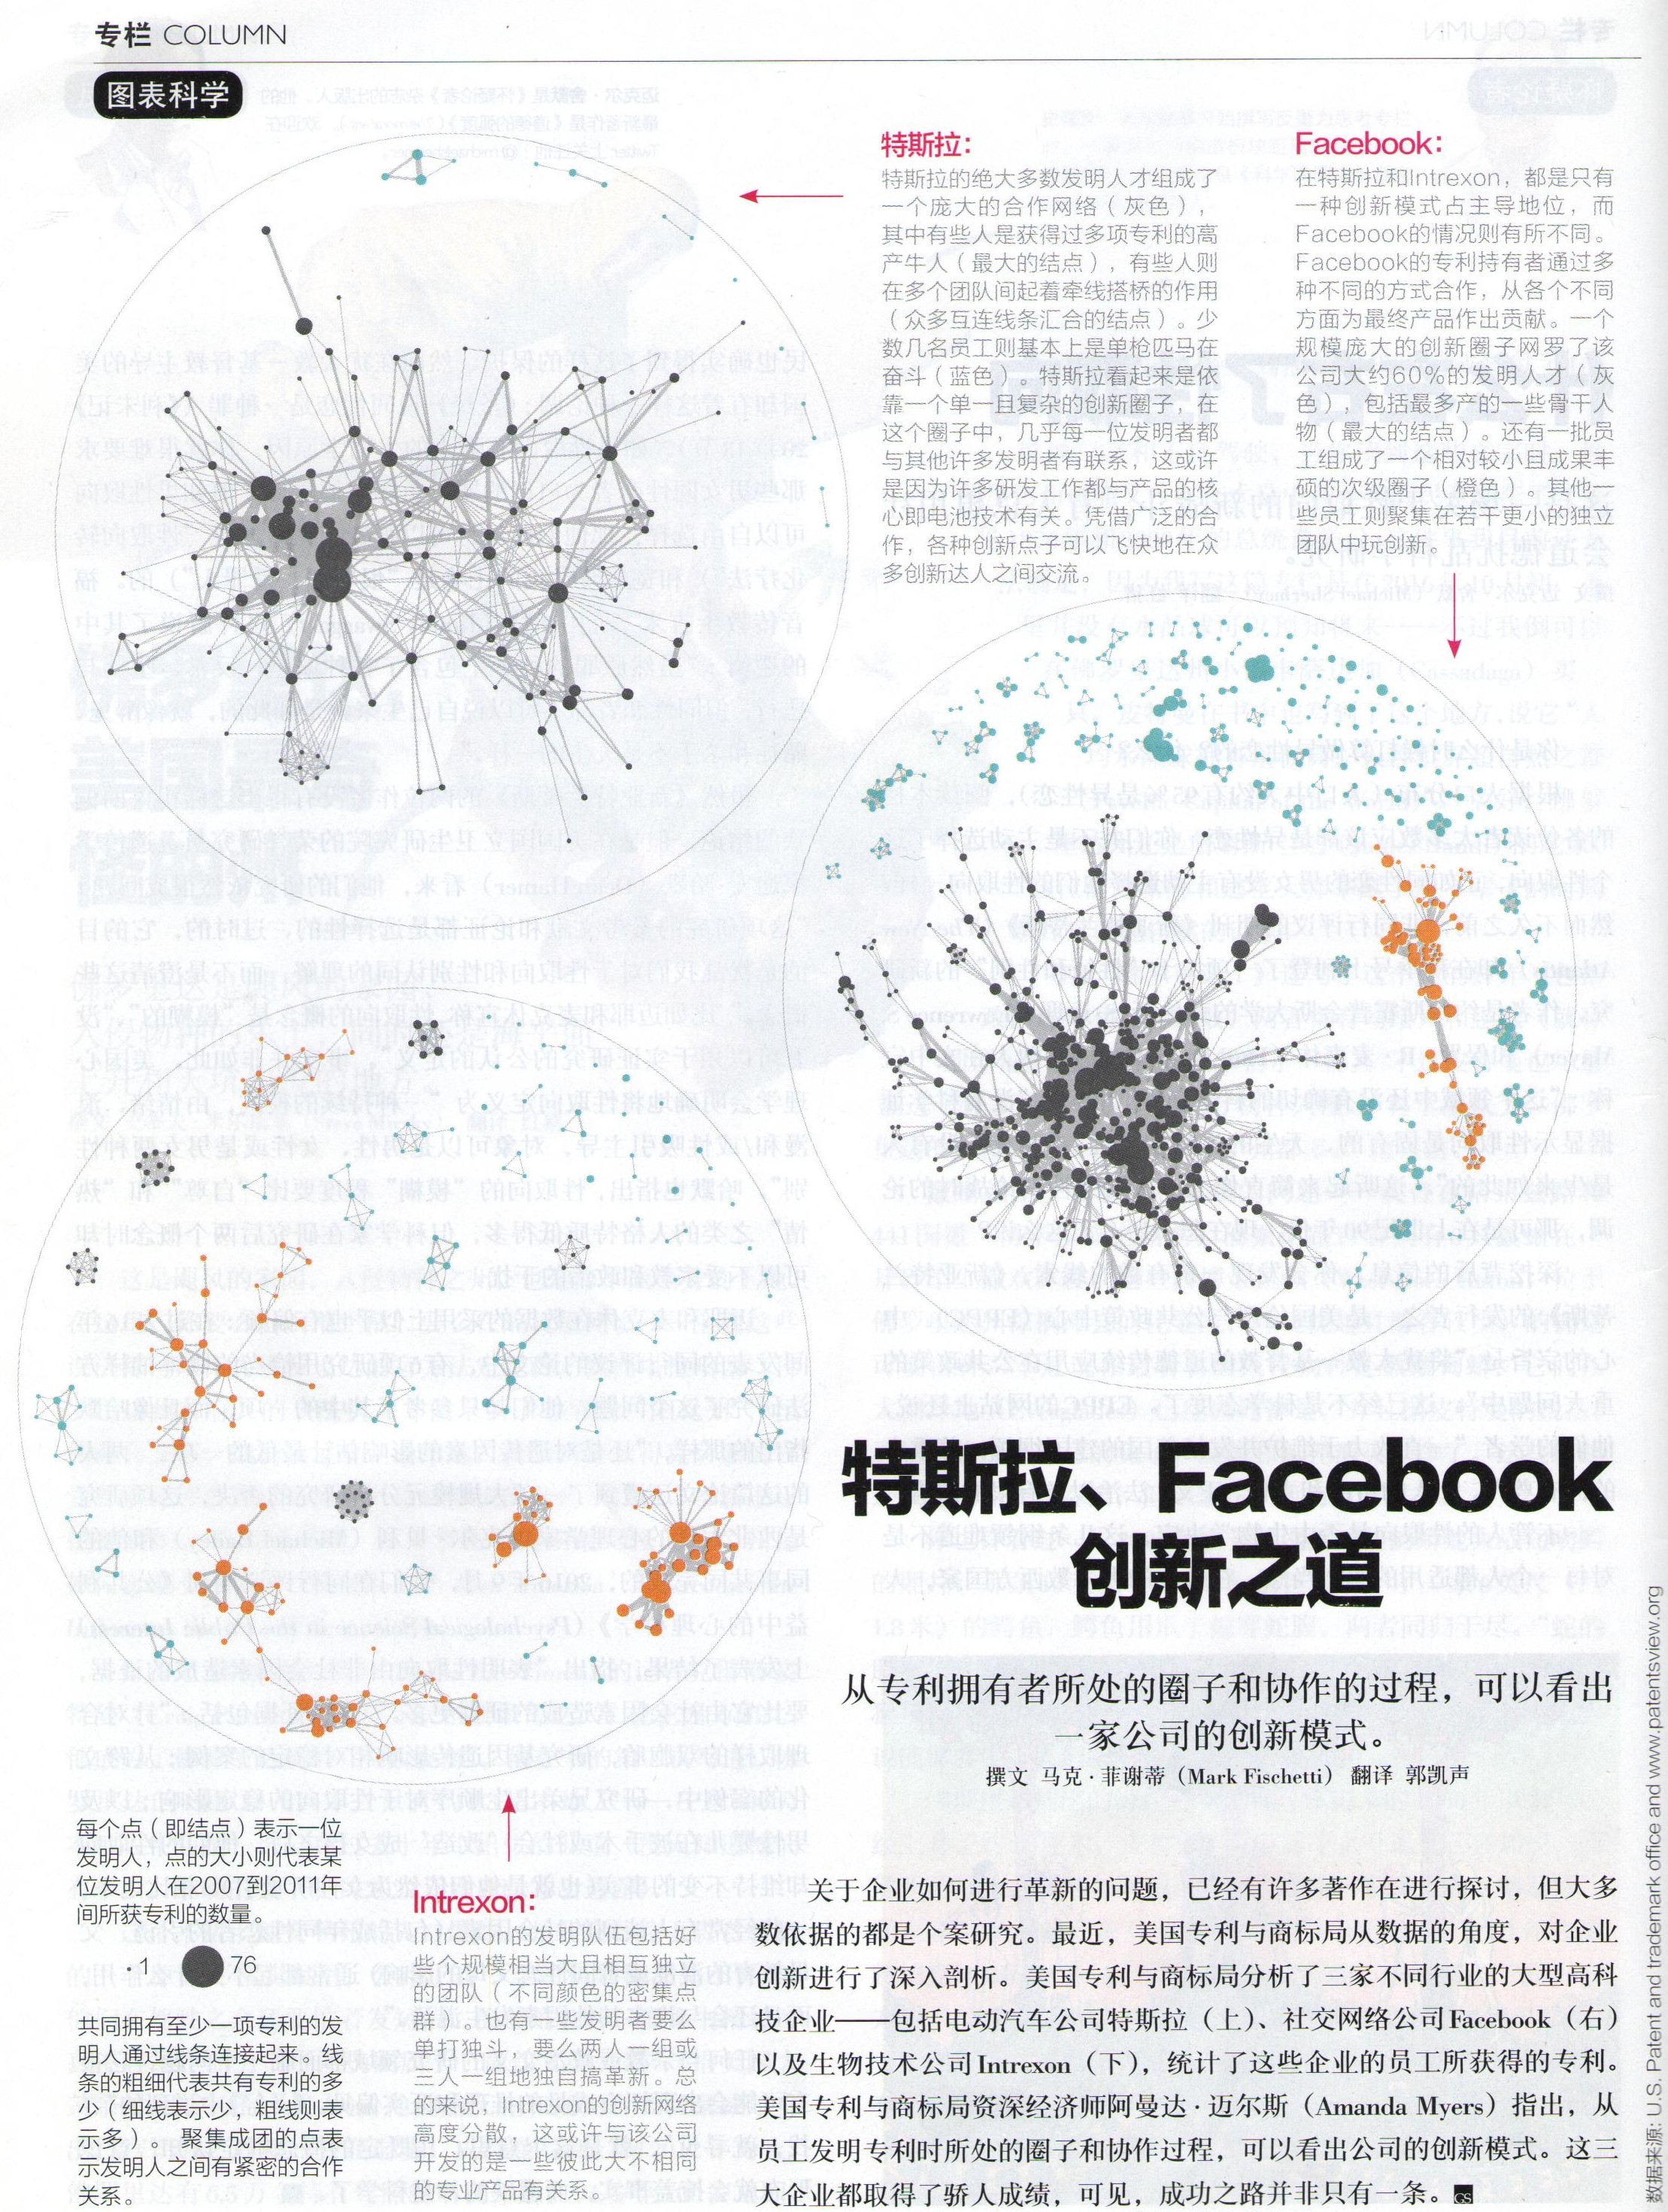 专栏 COLUMN
图表科学
特斯拉：
特斯拉的绝大多数发明人才组成了
一个庞大的合作网络（灰色），
其中有些人是获得过多项专利的高
产牛人（最大的结点），有些人则
在多个团队间起着牵线搭桥的作用
（众多互连线条汇合的结点）。少
数几名员工则基本上是单枪匹马在
奋斗（蓝色）。特斯拉看起来是依
靠一个单一且复杂的创新圈子，在
这个圈子中，几乎每一位发明者都
与其他许多发明者有联系，这或许
是因为许多研发工作都与产品的核
心即电池技术有关。凭借广泛的合
作，各种创新点子可以飞快地在众
多创新达人之间交流。
Facebook：
在特斯拉和Intrexon，都是只有
一种创新模式占主导地位，而
Facebook的情况则有所不同。
Facebook的专利持有者通过多
种不同的方式合作，从各个不同
方面为最终产品作出贡献。一个
规模庞大的创新圈子网罗了该
公司大约60%的发明人才（灰
色），包括最多产的一些骨干人
物（最大的结点）。还有一批员
工组成了一个相对较小且成果丰
硕的次级圈子（橙色）。其他一
些员工则聚集在若干更小的独立
团队中玩创新。
特斯拉、Facebook
创新之道
从专利拥有者所处的圈子和协作的过程，可以看出
一家公司的创新模式。
撰文 马克·菲谢蒂（Mark Fischetti） 翻译 郭凯声
每个点（即结点）表示一位
发明人，点的大小则代表某
位发明人在2007到2011年
间所获专利的数量。
1 76
共同拥有至少一项专利的发
明人通过线条连接起来。线
条的粗细代表共有专利的多
少（细线表示少，粗线则表
示多）。 聚集成团的点表
示发明人之间有紧密的合作
关系。
Intrexon：
Intrexon的发明队伍包括好
些个规模相当大且相互独立
的团队（不同颜色的密集点
群）。也有一些发明者要么
单打独斗，要么两人一组或
三人一组地独自搞革新。总
的来说，Intrexon的创新网络
高度分散，这或许与该公司
开发的是一些彼此大不相同
的专业产品有关系。
关于企业如何进行革新的问题，已经有许多著作在进行探讨，但大多
数依据的都是个案研究。最近，美国专利与商标局从数据的角度，对企业
创新进行了深入剖析。美国专利与商标局分析了三家不同行业的大型高科
技企业——包括电动汽车公司特斯拉（上）、社交网络公司Facebook（右）
以及生物技术公司Intrexon（下），统计了这些企业的员工所获得的专利。
美国专利与商标局资深经济师阿曼达·迈尔斯（Amanda Myers）指出，从
员工发明专利时所处的圈子和协作过程，可以看出公司的创新模式。这三
大企业都取得了骄人成绩，可见，成功之路并非只有一条。
数据来源: U.S. Patent and trademark office and www.patentsview.org